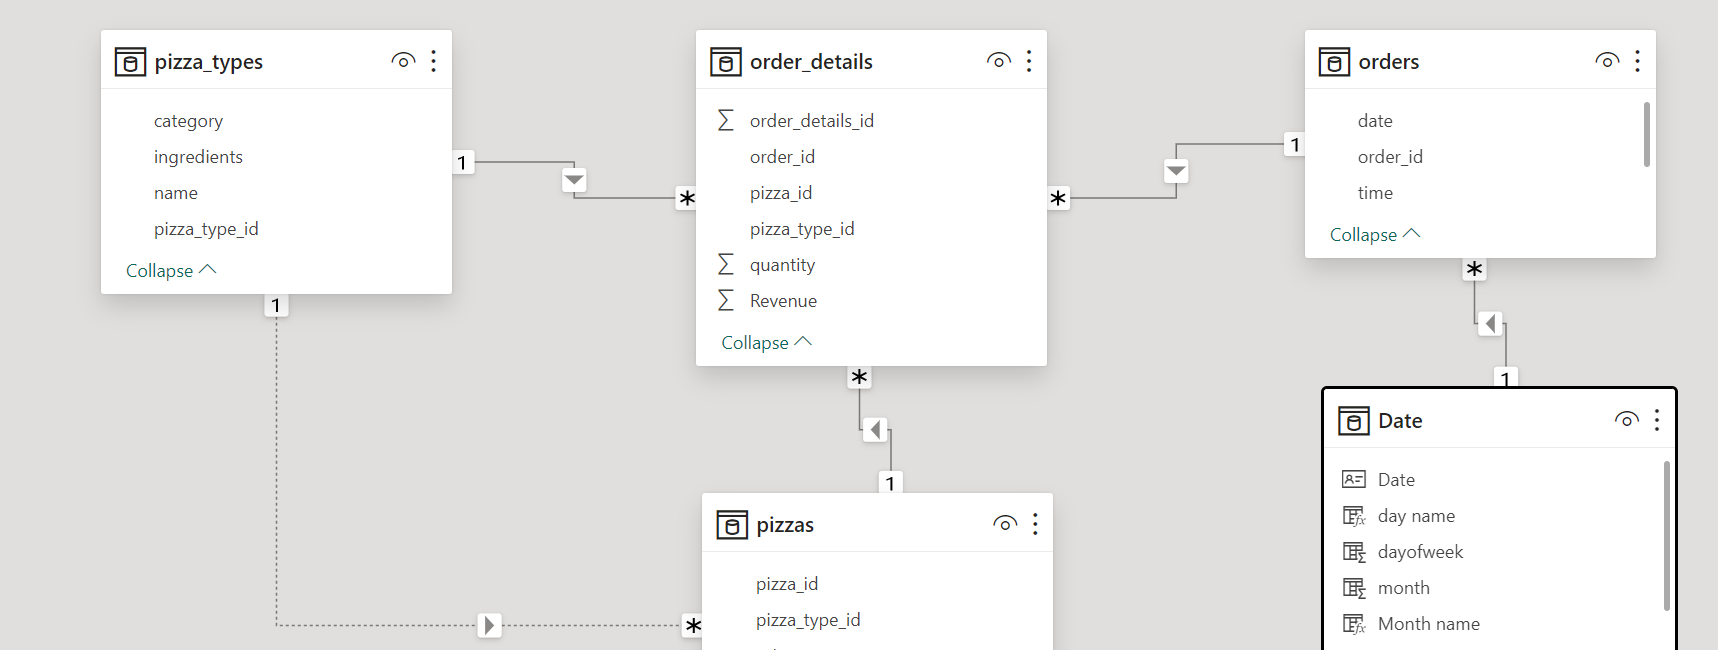 pizza_types
category
ingredients
name
pizza_type_id
Collapse
1
1
*
order_details
order_details_id
order_id
pizza_id
pizza_type_id
quantity
Revenue
Collapse
*
*
1
1
orders
date
order_id
time
Collapse
*
1
pizzas
pizza_id
pizza_type_id
*
Date
Date
day name
dayofweek
month
Month name